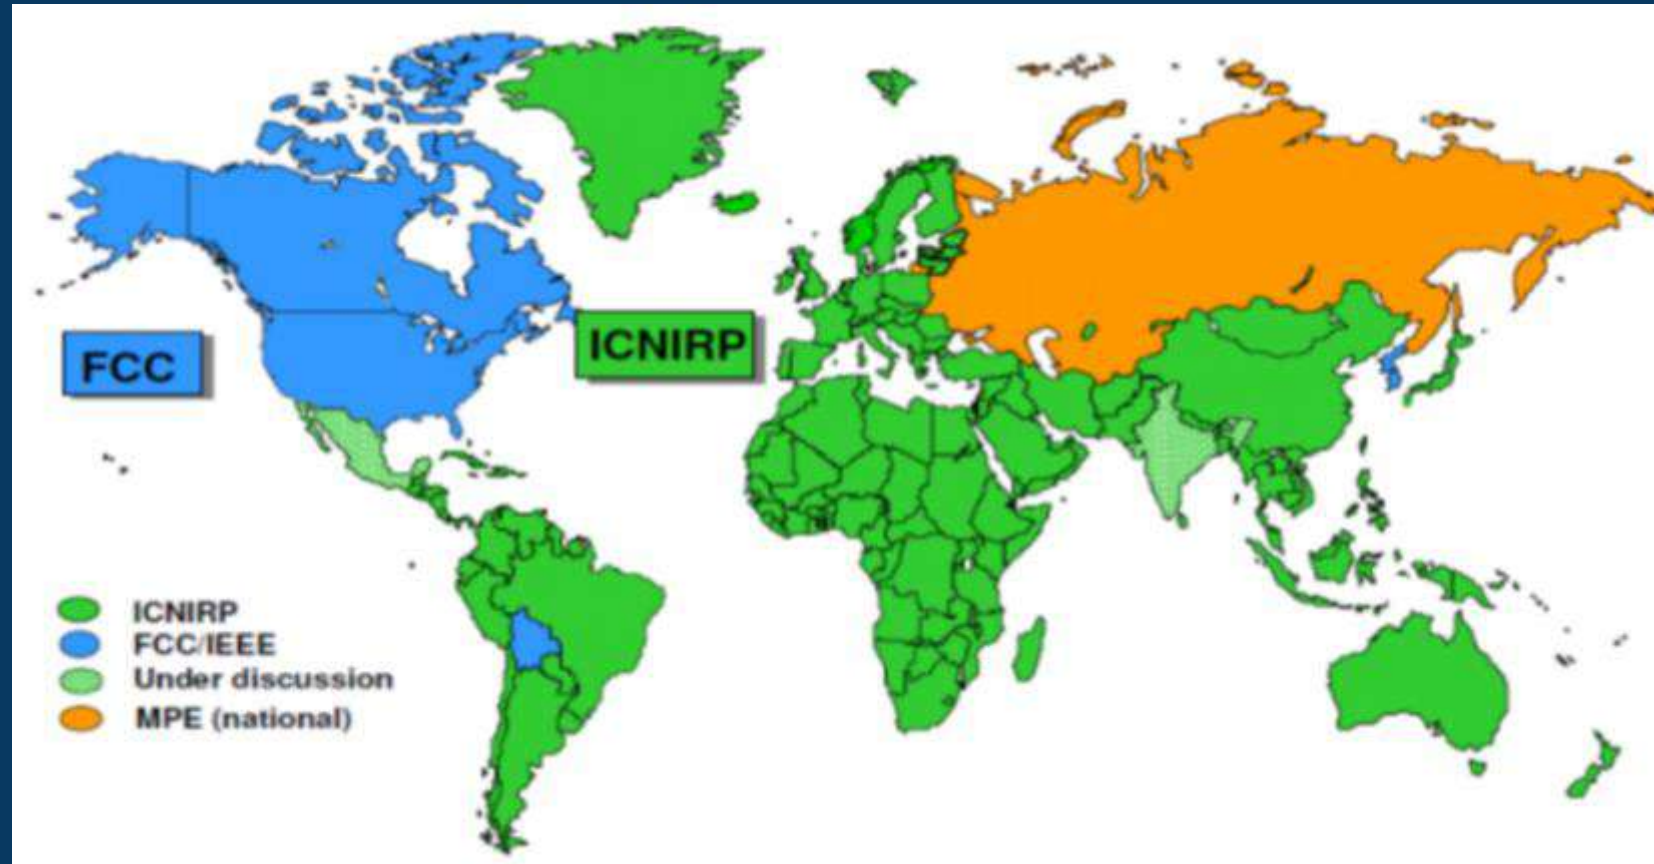 FCC
ICNIRP
ICNIRP
FCC/IEEE
Under discussion
MPE (national)